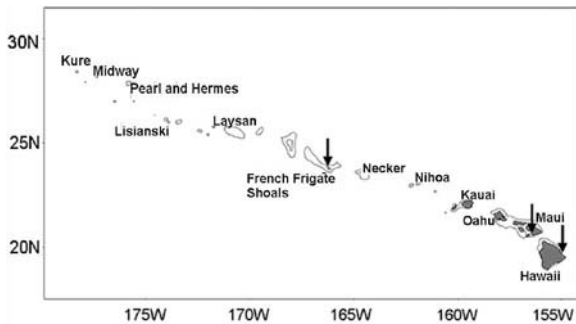 30N
25N
20N
Kure
Midway
Pearl and Hermes
Lisianski
Laysan
French Frigate
Shoals
Necker
Nihoa
Kauai
Oahu
Maui
Hawaii
175W 170W 165W 160W 155W